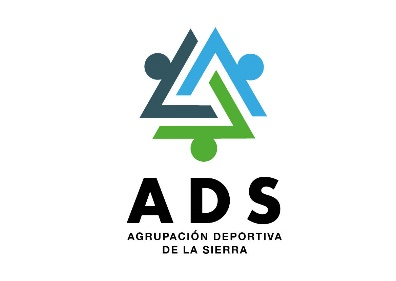 ADS
AGRUPACIÓN DEPORTIVA
DE LA SIERRA